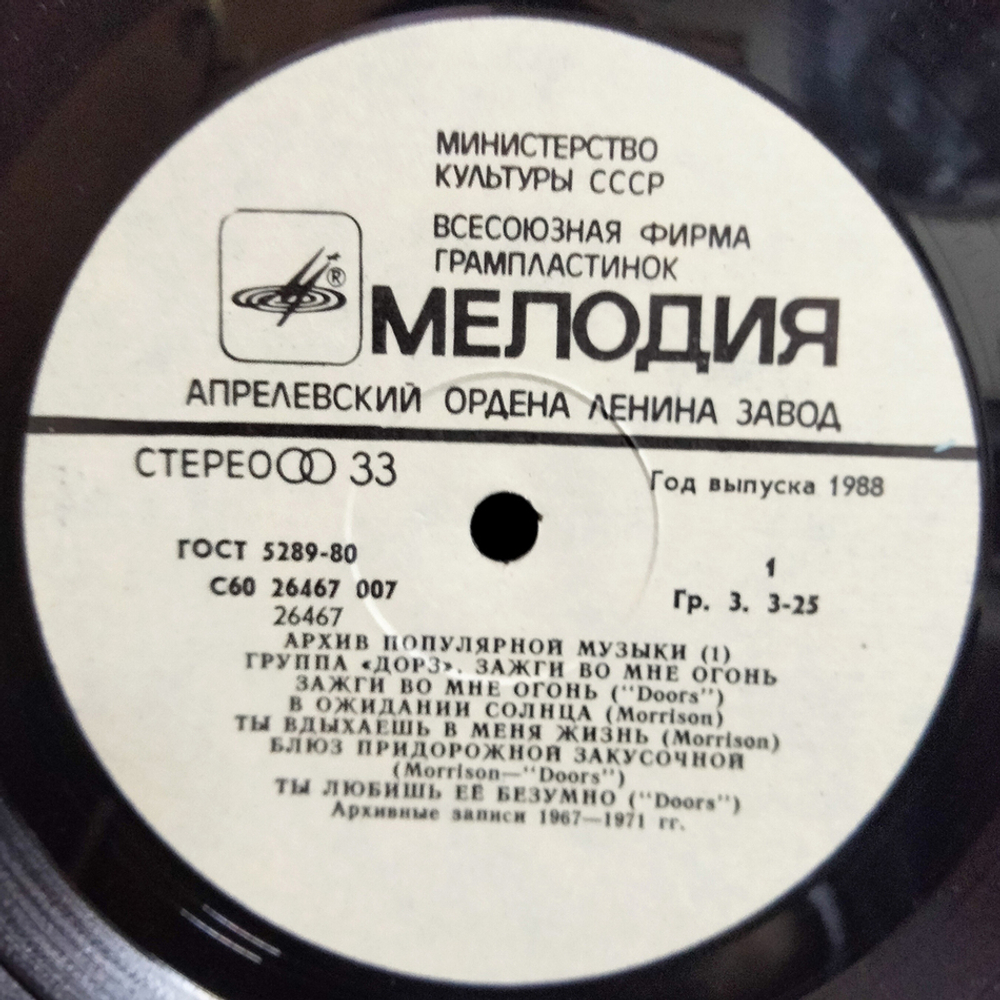 МИНИСТЕРСТВО
КУЛЬТУРЫ СССР
ВСЕСОЮЗНАЯ ФИРМА
ГРАМПЛАСТИНОК
®
МЕЛОДИЯ
АПРЕЛЕВСКИЙ ОРДЕНА ЛЕНИНА ЗАВОД
СТЕРЕО 33
Год выпуска 1988
ГОСТ 5289-80
С60 26467 007
26467
1
Гр. 3. 3-25
АРХИВ ПОПУЛЯРНОЙ МУЗЫКИ (1)
ГРУППА «ДОРЗ». ЗАЖГИ ВО МНЕ ОГОНЬ
ЗАЖГИ ВО МНЕ ОГОНЬ ("Doors")
В ОЖИДАНИИ СОЛНЦА (Morrison)
ТЫ ВДЫХАЕШЬ В МЕНЯ ЖИЗНЬ (Morrison)
БЛЮЗ ПРИДОРОЖНОЙ ЗАКУСОЧНОЙ
(Morrison—"Doors")
ТЫ ЛЮБИШЬ ЕЁ БЕЗУМНО ("Doors")
Архивные записи 1967—1971 гг.